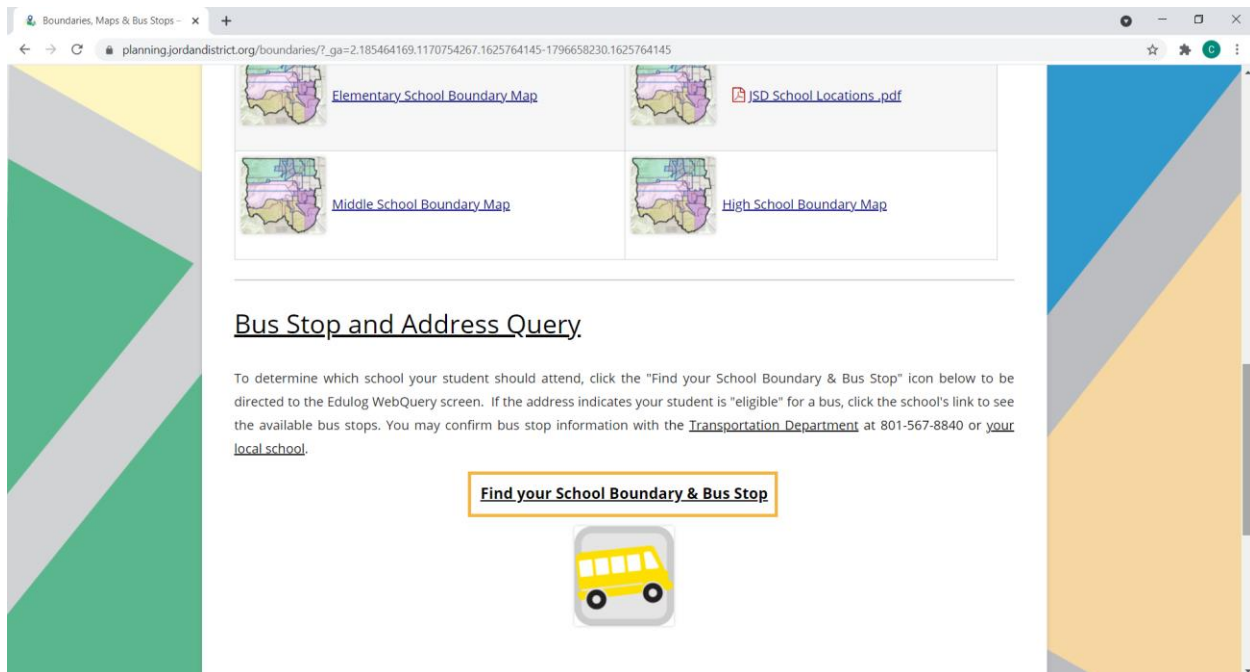 Boundaries, Maps & Bus Stops –
planning.jordandistrict.org/boundaries/?_ga=2.185464169.1170754267.1625764145-1796658230.1625764145
C
Elementary School Boundary Map
JSD School Locations .pdf
Middle School Boundary Map
High School Boundary Map
Bus Stop and Address Query
To determine which school your student should attend, click the "Find your School Boundary & Bus Stop" icon below to be
directed to the Edulog WebQuery screen. If the address indicates your student is "eligible" for a bus, click the school's link to see
the available bus stops. You may confirm bus stop information with the Transportation Department at 801-567-8840 or your
local school.
Find your School Boundary & Bus Stop